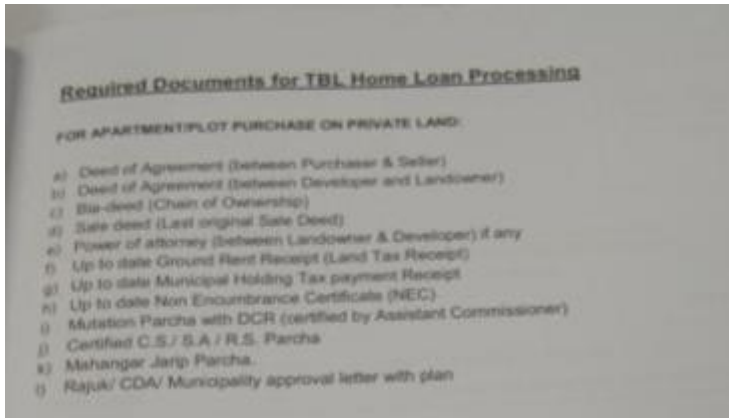 Required Documents for TBL Home Loan Processing
FOR APARTMENT/PLOT PURCHASE ON PRIVATE LAND:
a) Deed of Agreement (between Purchaser & Seller)
b) Deed of Agreement (between Developer and Landowner)
c) Bia-deed (Chain of Ownership)
d) Sale deed (Last original Sale Deed)
e) Power of attorney (between Landowner & Developer) if any
f) Up to date Ground Rent Receipt (Land Tax Receipt)
g) Up to date Municipal Holding Tax payment Receipt
h) Up to date Non Encumbrance Certificate (NEC)
i) Mutation Parcha with DCR (certified by Assistant Commissioner)
j) Certified C.S./ S.A / R.S. Parcha
k) Mahangar Jarip Parcha.
l) Rajuk/ CDA/ Municipality approval letter with plan